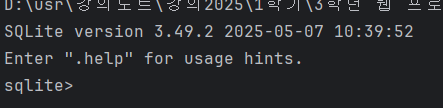 D:\usr\강의노트\강의2025\1학기\3학년 웹 프로
SQLite version 3.49.2 2025-05-07 10:39:52
Enter ".help" for usage hints.
sqlite>